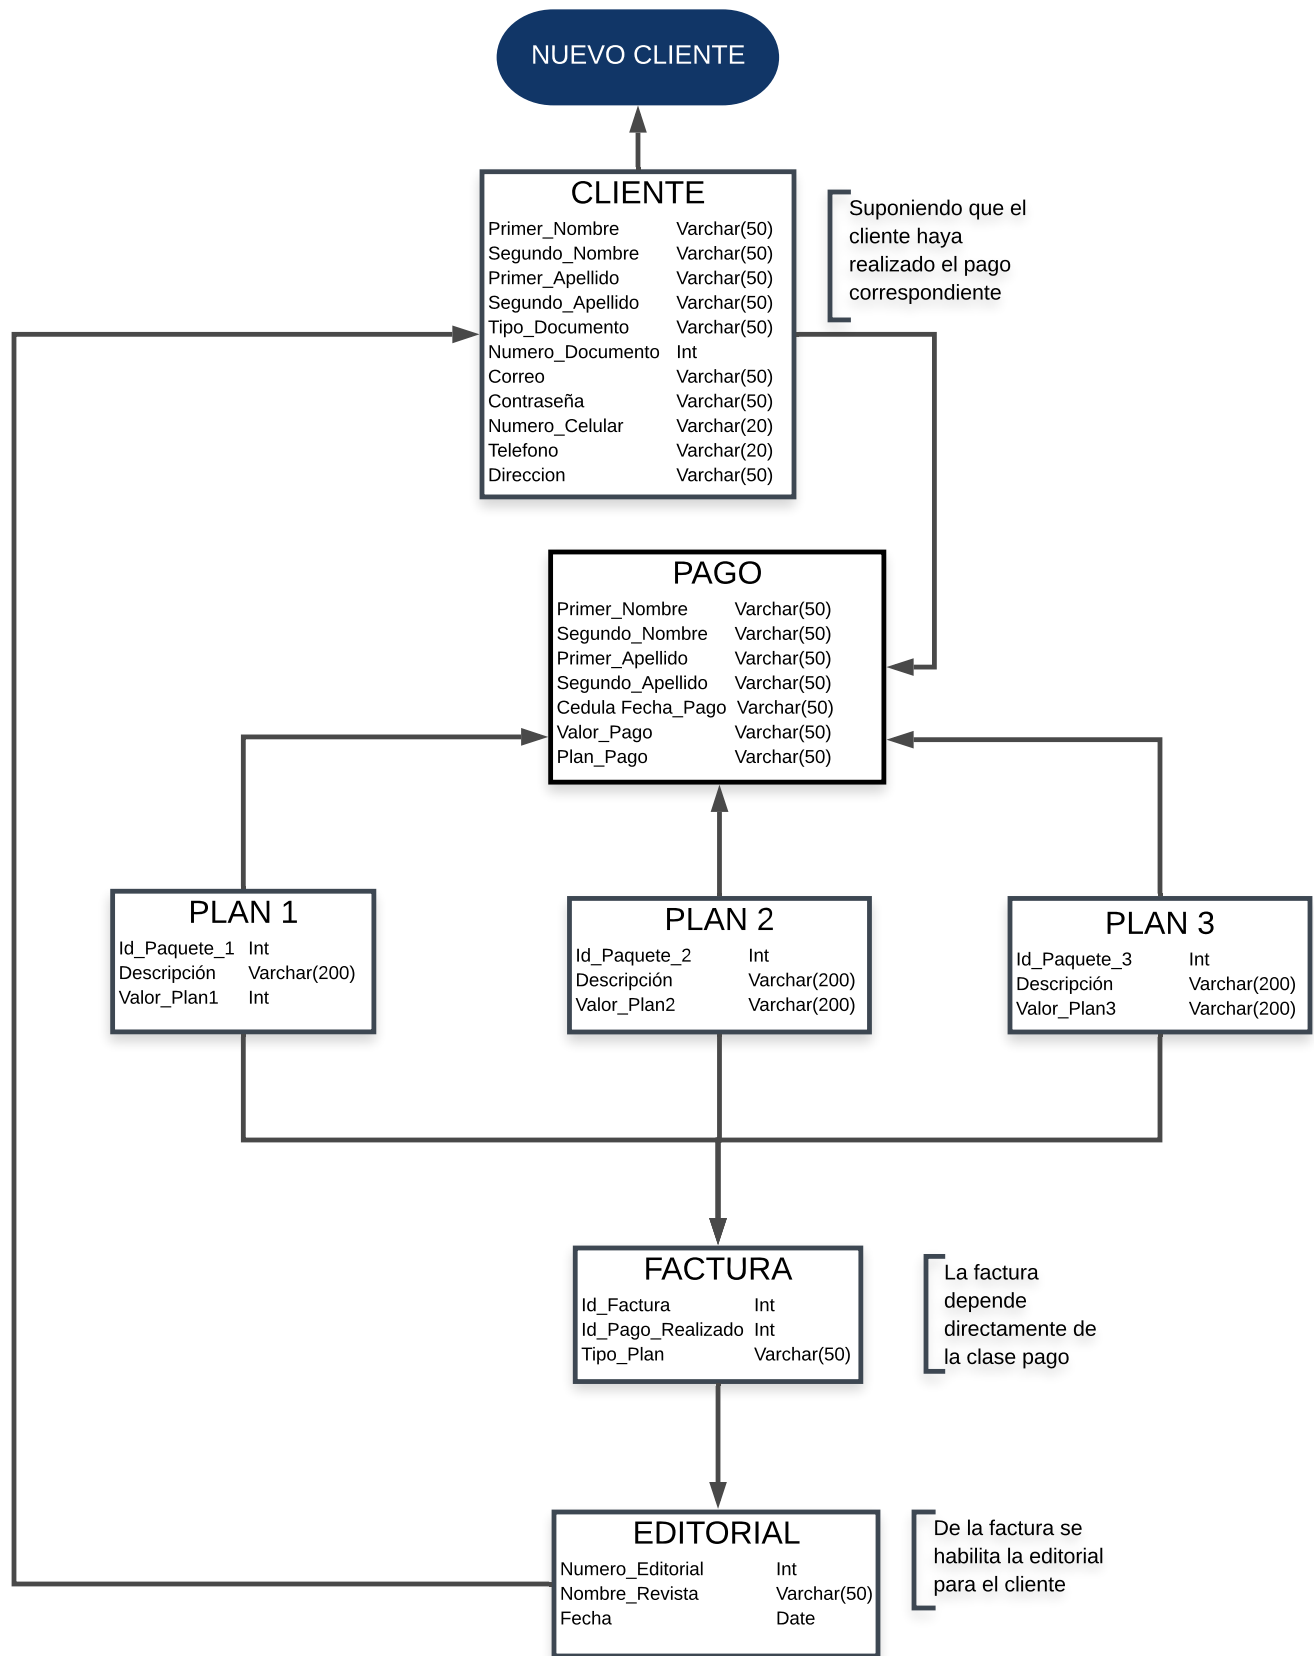 NUEVO CLIENTE
CLIENTE
Primer_Nombre Varchar(50)
Segundo_Nombre Varchar(50)
Primer_Apellido Varchar(50)
Segundo_Apellido Varchar(50)
Tipo_Documento Varchar(50)
Numero_Documento Int
Correo Varchar(50)
Contraseña Varchar(50)
Numero_Celular Varchar(20)
Telefono Varchar(20)
Direccion Varchar(50)
Suponiendo que el
cliente haya
realizado el pago
correspondiente
PAGO
Primer_Nombre Varchar(50)
Segundo_Nombre Varchar(50)
Primer_Apellido Varchar(50)
Segundo_Apellido Varchar(50)
Cedula Fecha_Pago Varchar(50)
Valor_Pago Varchar(50)
Plan_Pago Varchar(50)
PLAN 1
Id_Paquete_1 Int
Descripción Varchar(200)
Valor_Plan1 Int
PLAN 2
Id_Paquete_2 Int
Descripción Varchar(200)
Valor_Plan2 Varchar(200)
PLAN 3
Id_Paquete_3 Int
Descripción Varchar(200)
Valor_Plan3 Varchar(200)
FACTURA
Id_Factura Int
Id_Pago_Realizado Int
Tipo_Plan Varchar(50)
La factura
depende
directamente de
la clase pago
EDITORIAL
Numero_Editorial Int
Nombre_Revista Varchar(50)
Fecha Date
De la factura se
habilita la editorial
para el cliente